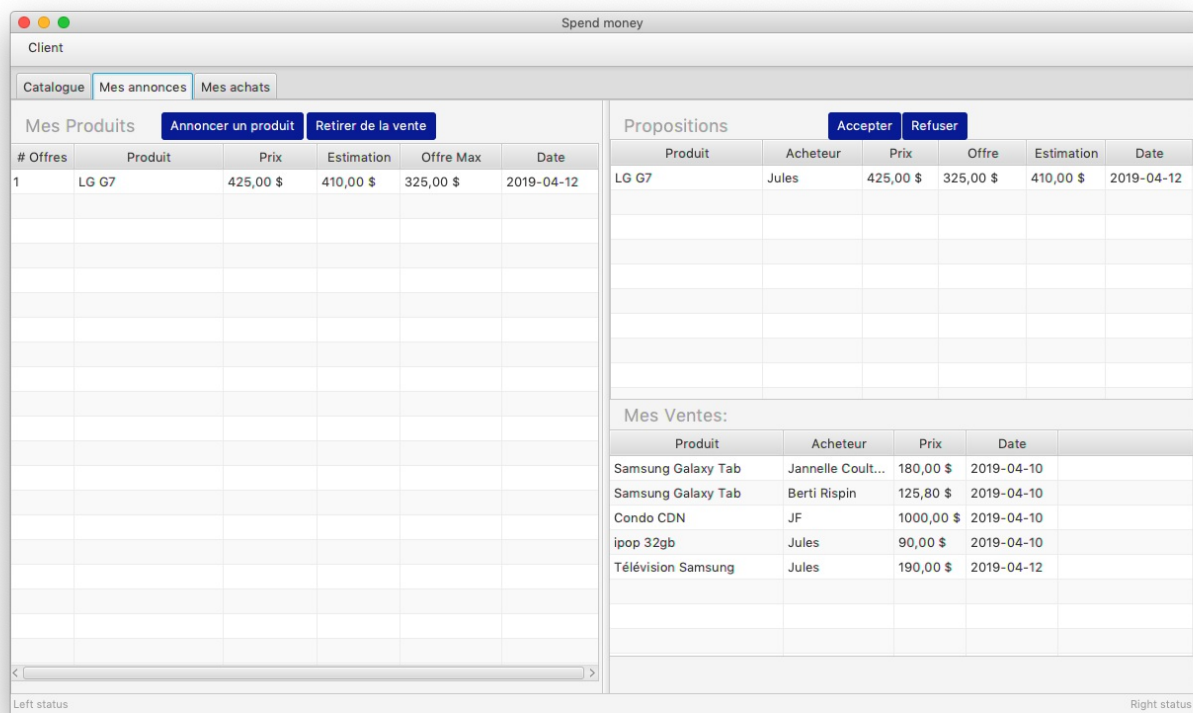 Spend money
Client
Catalogue Mes annonces Mes achats
Mes Produits Annoncer un produit Retirer de la vente
# Offres Produit Prix Estimation Offre Max Date
1 LG G7 425,00 $ 410,00 $ 325,00 $ 2019-04-12
Propositions Accepter Refuser
Produit Acheteur Prix Offre Estimation Date
LG G7 Jules 425,00 $ 325,00 $ 410,00 $ 2019-04-12
Mes Ventes:
Produit Acheteur Prix Date
Samsung Galaxy Tab Jannelle Coult... 180,00 $ 2019-04-10
Samsung Galaxy Tab Berti Rispin 125,80 $ 2019-04-10
Condo CDN JF 1000,00 $ 2019-04-10
ipop 32gb Jules 90,00 $ 2019-04-10
Télévision Samsung Jules 190,00 $ 2019-04-12
Left status Right status